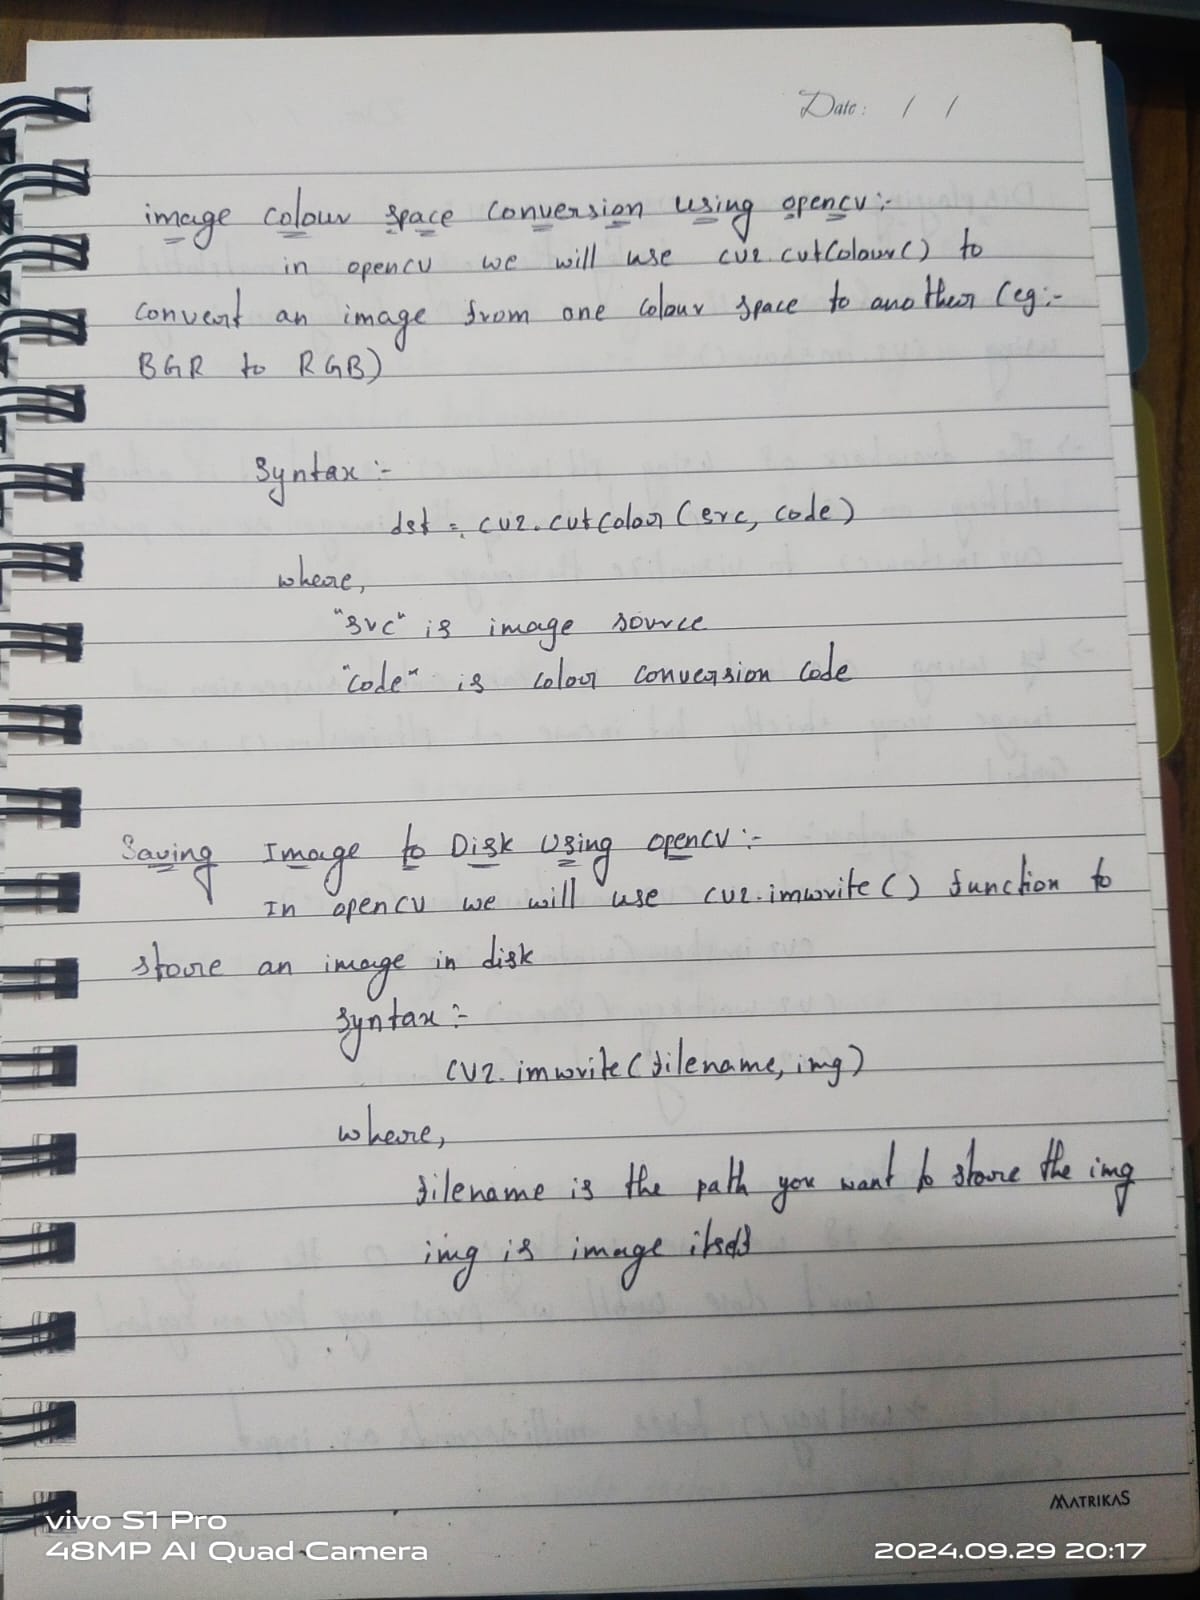 Date: / /
image colour space conversion using opencv:-
in opencv we will use cv2.cvtColour() to
convert an image from one colour space to another (eg:-
BGR to RGB)
Syntax :-
dst = cv2.cvtColour(src, code)
where,
"src" is image source
"code" is colour conversion code
Saving Image to Disk Using opencv:-
In opencv we will use cv2.imwrite() function to
store an image in disk
Syntax :-
cv2.imwrite(filename, img)
where,
filename is the path you want to store the img
img is image itself
MATRIKAS
vivo S1 Pro
48MP AI Quad Camera
2024.09.29 20:17